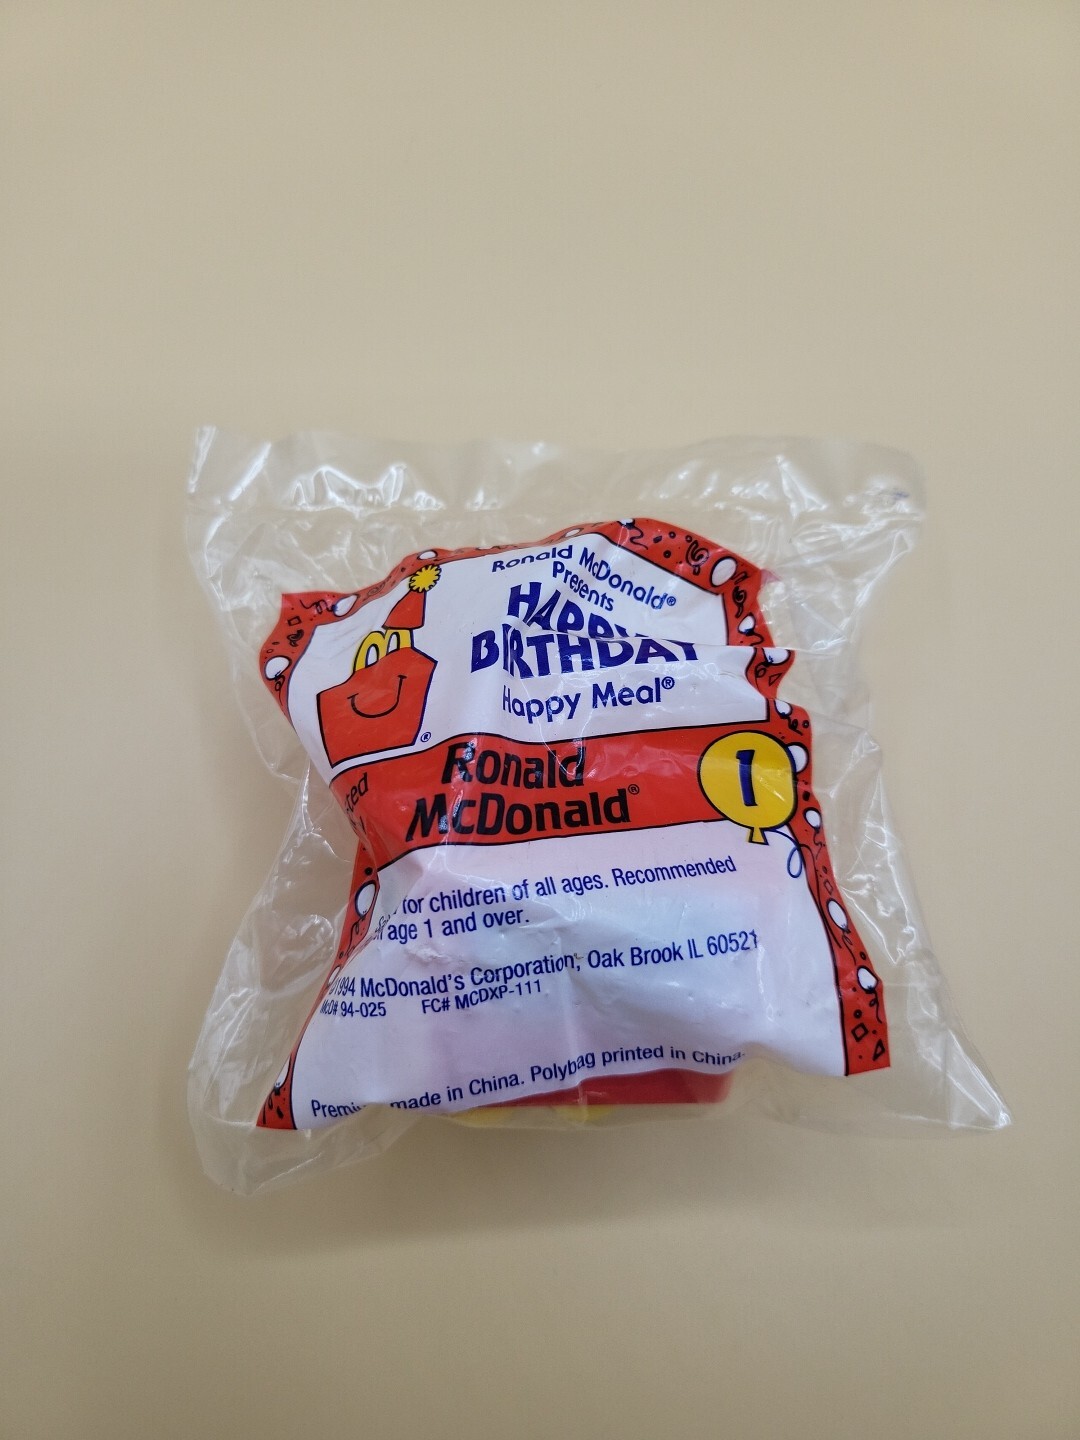 Ronald McDonald®
Presents
HAPPY
BIRTHDAY
Happy Meal®
®
Ronald
McDonald®
1
for children of all ages. Recommended
age 1 and over.
©1994 McDonald's Corporation, Oak Brook IL 60521
McD# 94-025 FC# MCDXP-111
made in China. Polybag printed in China.